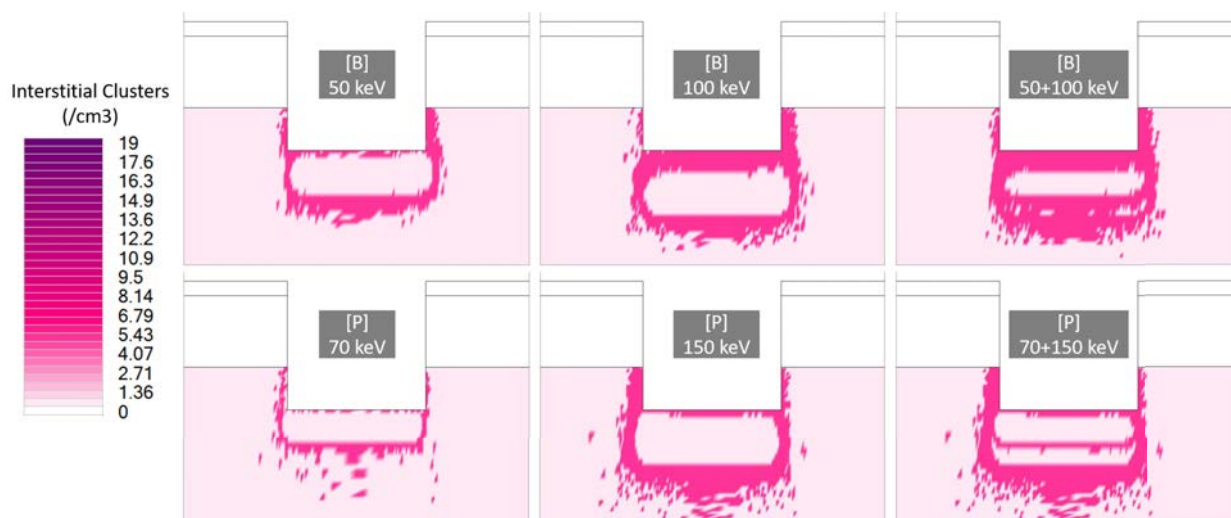 Interstitial Clusters
(/cm3)
19
17.6
16.3
14.9
13.6
12.2
10.9
9.5
8.14
6.79
5.43
4.07
2.71
1.36
0
[B]
50 keV
[B]
100 keV
[B]
50+100 keV
[P]
70 keV
[P]
150 keV
[P]
70+150 keV